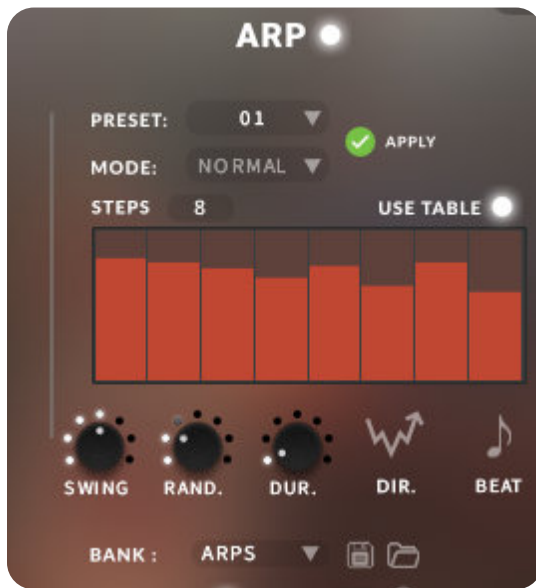 ARP
PRESET: 01
APPLY
MODE: NORMAL
STEPS 8 USE TABLE
SWING RAND. DUR. DIR. BEAT
BANK : ARPS